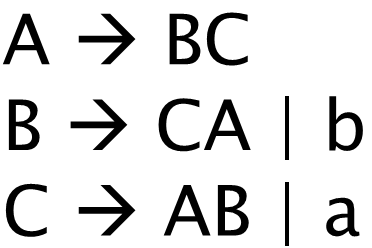 A → BC
B → CA | b
C → AB | a